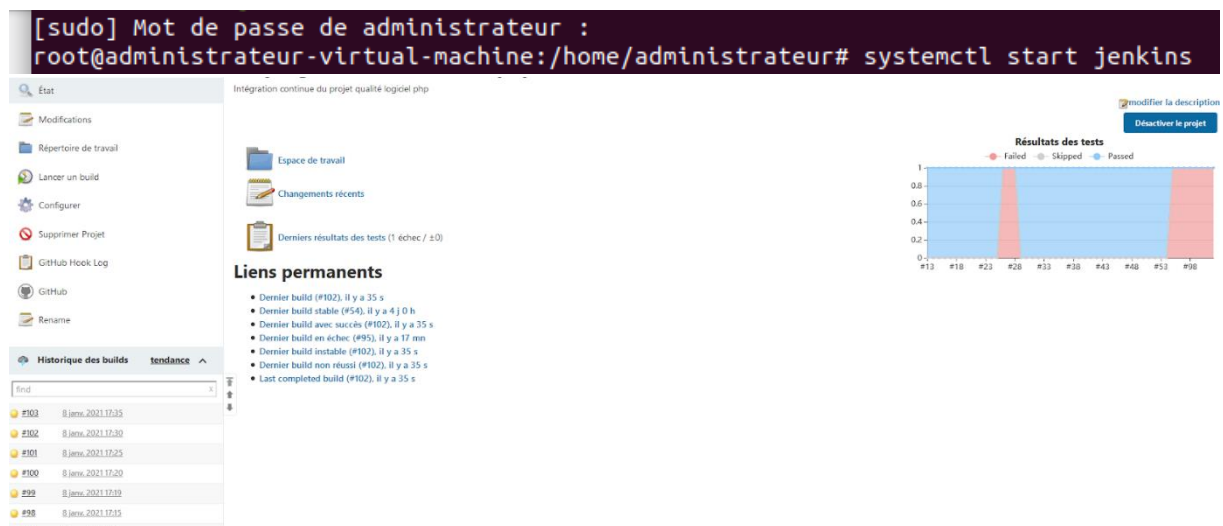 [sudo] Mot de passe de administrateur :
root@administrateur-virtual-machine:/home/administrateur# systemctl start jenkins
État
Modifications
Répertoire de travail
Lancer un build
Configurer
Supprimer Projet
GitHub Hook Log
GitHub
Rename
Historique des builds tendance
find x
#103 8 janv. 2021 17:35
#102 8 janv. 2021 17:30
#101 8 janv. 2021 17:25
#100 8 janv. 2021 17:20
#99 8 janv. 2021 17:19
#98 8 janv. 2021 17:15
Intégration continue du projet qualité logiciel php
modifier la description
Désactiver le projet
Espace de travail
Changements récents
Derniers résultats des tests (1 échec / ±0)
Liens permanents
Dernier build (#102), il y a 35 s
Dernier build stable (#54), il y a 4 j 0 h
Dernier build avec succès (#102), il y a 35 s
Dernier build en échec (#95), il y a 17 mn
Dernier build instable (#102), il y a 35 s
Dernier build non réussi (#102), il y a 35 s
Last completed build (#102), il y a 35 s
Résultats des tests
Failed Skipped Passed
1
0.8
0.6
0.4
0.2
0
#13 #18 #23 #28 #33 #38 #43 #48 #53 #98